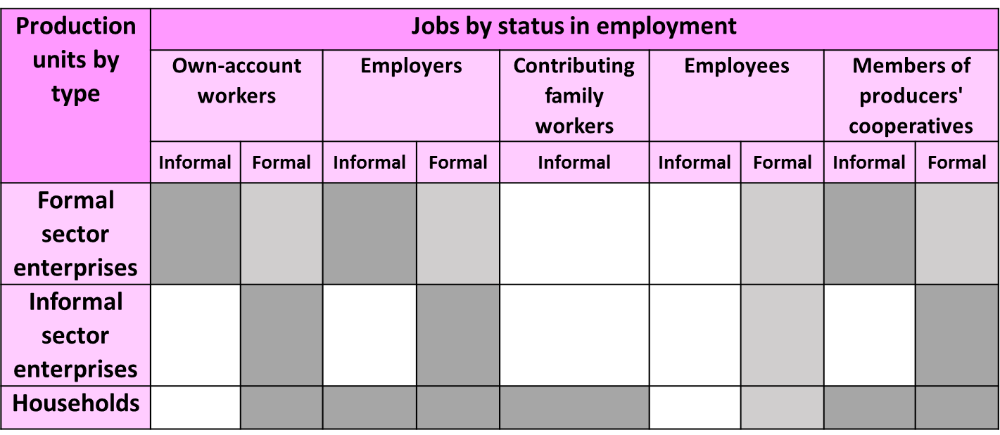 Production
units by
type
Jobs by status in employment
Own-account
workers
Employers
Contributing
family
workers
Employees
Members of
producers'
cooperatives
Informal
Formal
Informal
Formal
Informal
Informal
Formal
Informal
Formal
Formal
sector
enterprises
Informal
sector
enterprises
Households